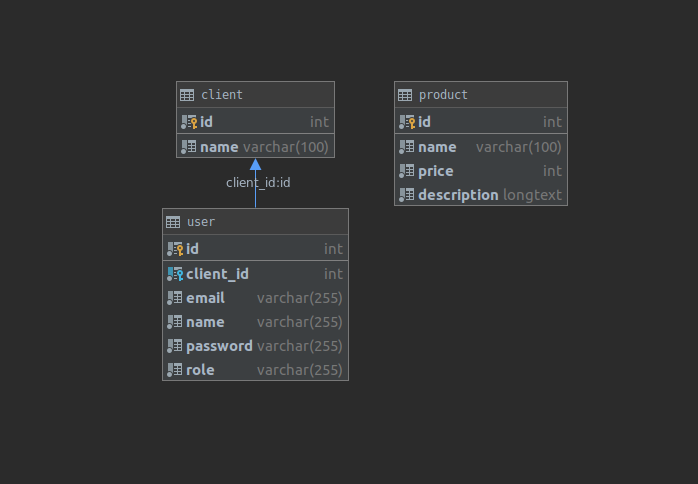 client
id int
name varchar(100)
client_id:id
user
id int
client_id int
email varchar(255)
name varchar(255)
password varchar(255)
role varchar(255)
product
id int
name varchar(100)
price int
description longtext